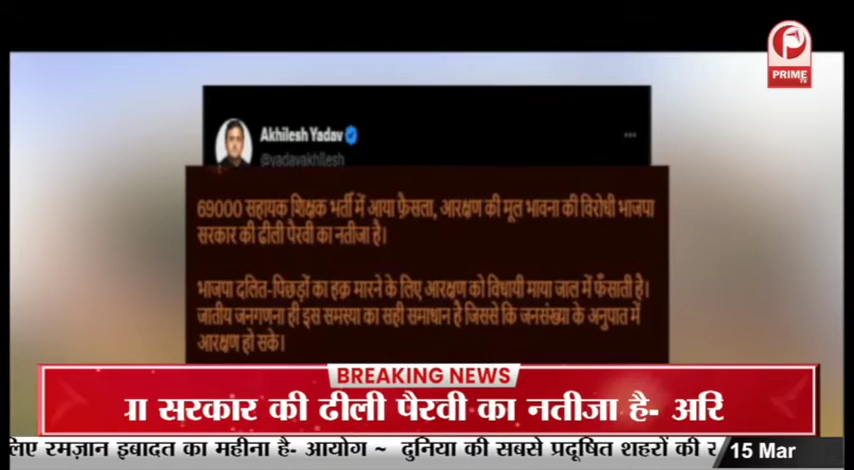 PRIME
TV
Akhilesh Yadav
@yadavakhilesh
69000 सहायक शिक्षक भर्ती में आया फ़ैसला, आरक्षण की मूल भावना की विरोधी भाजपा
सरकार की ढीली पैरवी का नतीजा है।
भाजपा दलित-पिछड़ों का हक़ मारने के लिए आरक्षण को विधायी माया जाल में फँसाती है।
जातीय जनगणना ही इस समस्या का सही समाधान है जिससे कि जनसंख्या के अनुपात में
आरक्षण हो सके।
BREAKING NEWS
सरकार की ढीली पैरवी का नतीजा है-
लिए रमज़ान इबादत का महीना है- आयोग ~ दुनिया की सबसे प्रदूषित शहरों की
15 Mar